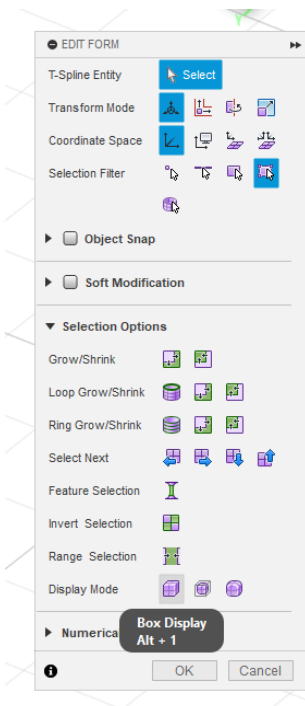 EDIT FORM
T-Spline Entity Select
Transform Mode
Coordinate Space
Selection Filter
Object Snap
Soft Modification
Selection Options
Grow/Shrink
Loop Grow/Shrink
Ring Grow/Shrink
Select Next
Feature Selection
Invert Selection
Range Selection
Display Mode
Box Display
Numerica
Alt + 1
OK Cancel